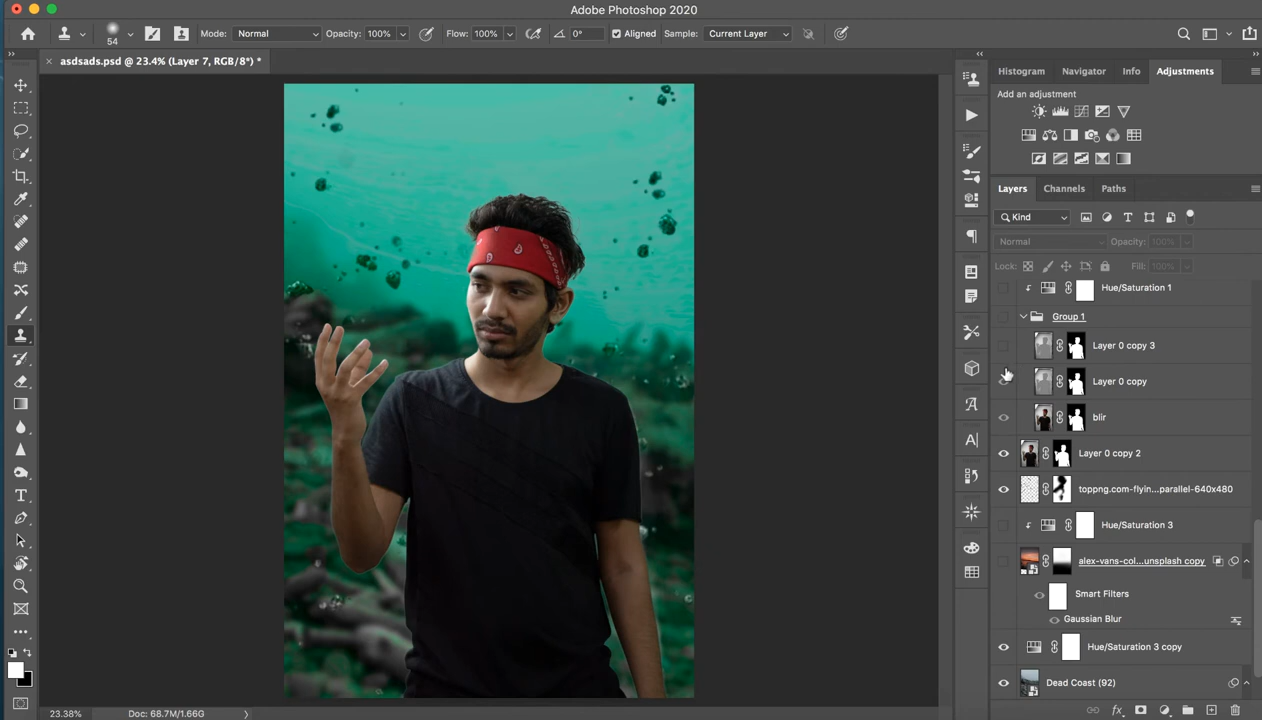 Adobe Photoshop 2020
54 Mode: Normal Opacity: 100% Flow: 100% 0° Aligned Sample: Current Layer
asdsads.psd @ 23.4% (Layer 7, RGB/8*) *
Histogram Navigator Info Adjustments
Add an adjustment
Layers Channels Paths
Kind
Normal Opacity: 100%
Lock: Fill: 100%
Hue/Saturation 1
Group 1
Layer 0 copy 3
Layer 0 copy
blir
Layer 0 copy 2
toppng.com-flyin...parallel-640x480
Hue/Saturation 3
alex-vans-col...unsplash copy
Smart Filters
Gaussian Blur
Hue/Saturation 3 copy
Dead Coast (92)
23.38% Doc: 68.7M/1.66G